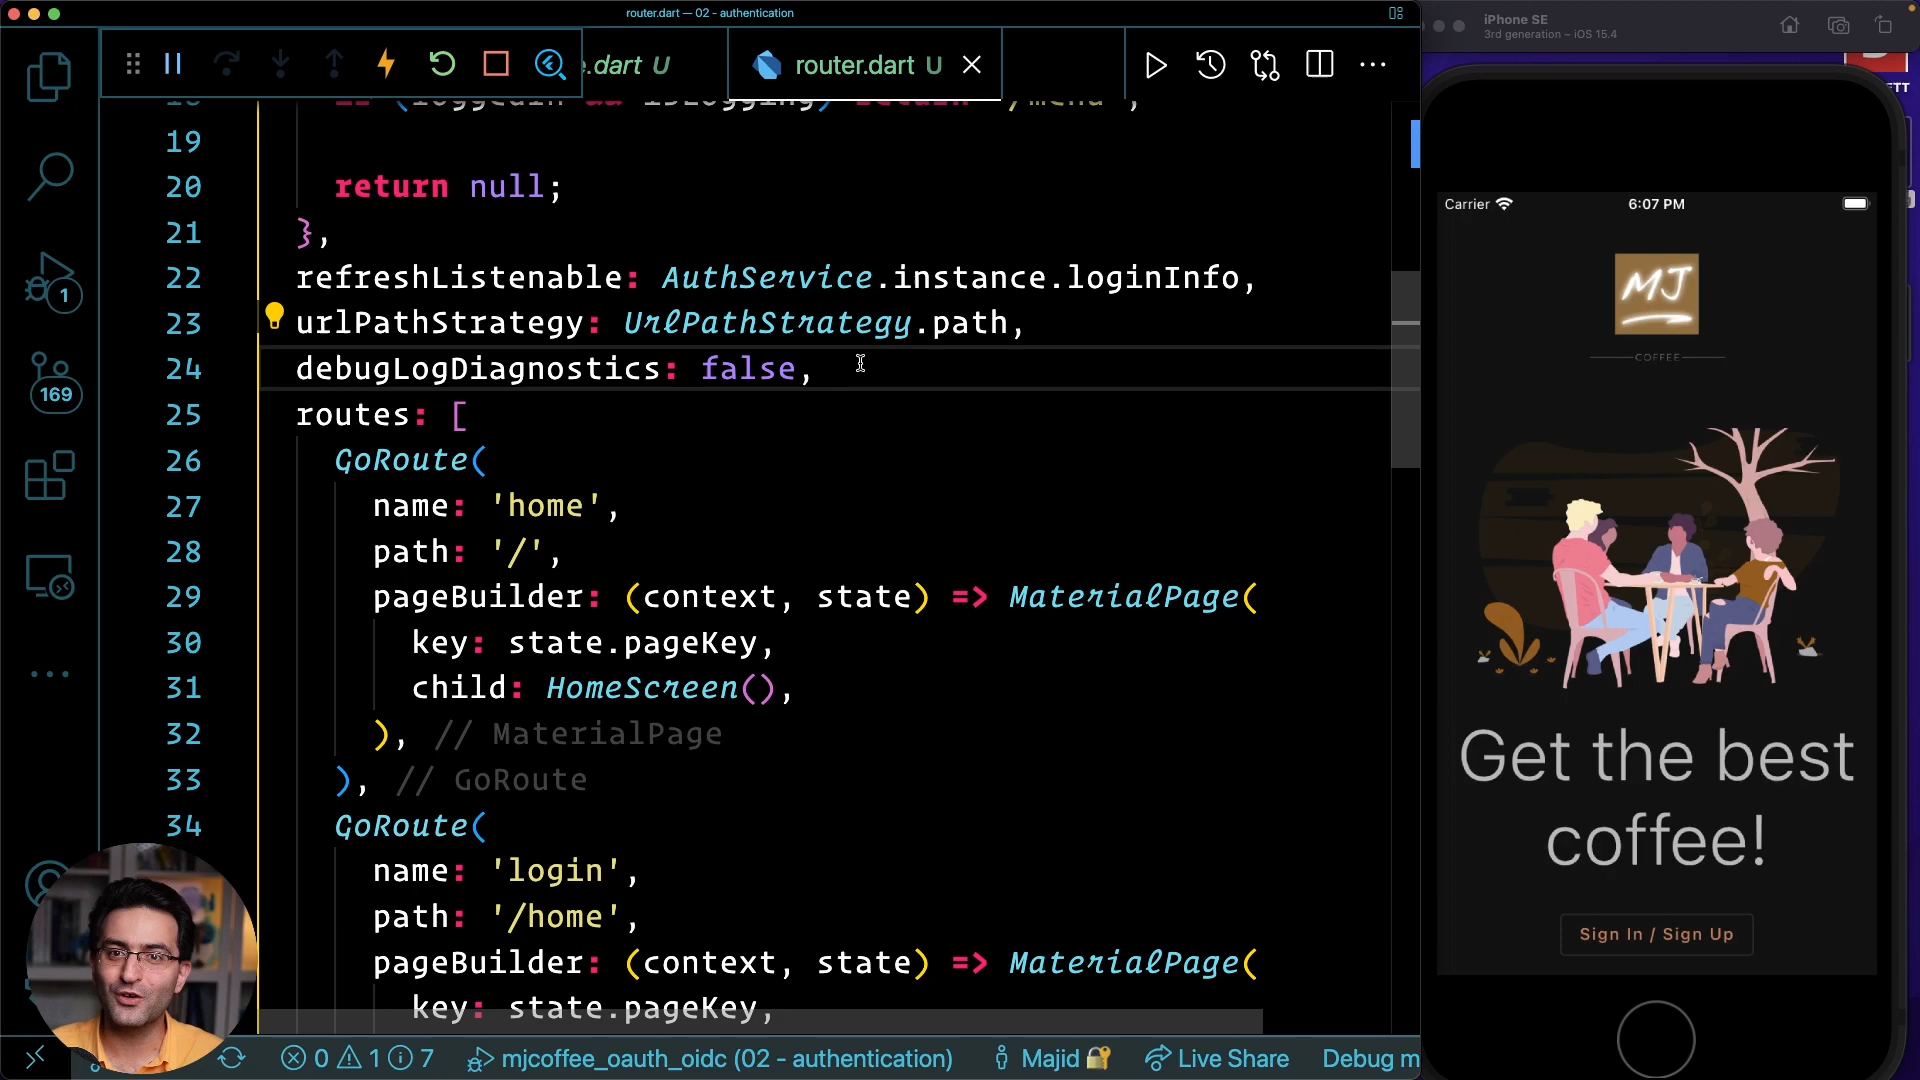 router.dart — 02 - authentication
iPhone SE
3rd generation – iOS 15.4
.dart U
router.dart U
19
20 return null;
21 },
22 refreshListenable: AuthService.instance.loginInfo,
23 urlPathStrategy: UrlPathStrategy.path,
24 debugLogDiagnostics: false,
25 routes: [
26 GoRoute(
27 name: 'home',
28 path: '/',
29 pageBuilder: (context, state) => MaterialPage(
30 key: state.pageKey,
31 child: HomeScreen(),
32 ), // MaterialPage
33 ), // GoRoute
34 GoRoute(
name: 'login',
path: '/home',
pageBuilder: (context, state) => MaterialPage(
key: state.pageKey,
1
169
0 1 7 mjcoffee_oauth_oidc (02 - authentication) Majid Live Share Debug m
Carrier 6:07 PM
MJ
COFFEE
Get the best
coffee!
Sign In / Sign Up